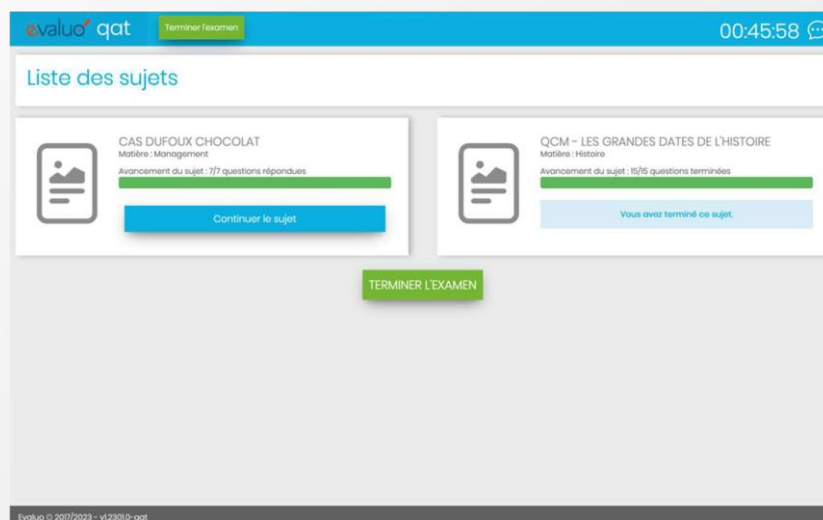 evaluo qat
Terminer l'examen
00:45:58
Liste des sujets
CAS DUFOUX CHOCOLAT
Matière : Management
Avancement du sujet : 7/7 questions répondues
Continuer le sujet
QCM - LES GRANDES DATES DE L'HISTOIRE
Matière : Histoire
Avancement du sujet : 15/15 questions terminées
Vous avez terminé ce sujet.
TERMINER L'EXAMEN
Evaluo © 2017/2023 - v1.2301.0-qat